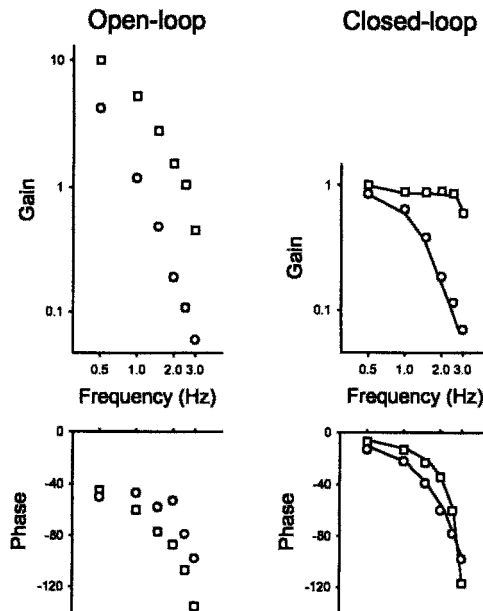 Open-loop
Closed-loop
10
1
0.1
Gain
0.5 1.0 2.0 3.0
Frequency (Hz)
1
0.1
Gain
0.5 1.0 2.0 3.0
Frequency (Hz)
0
-40
-80
-120
Phase
0
-40
-80
-120
Phase